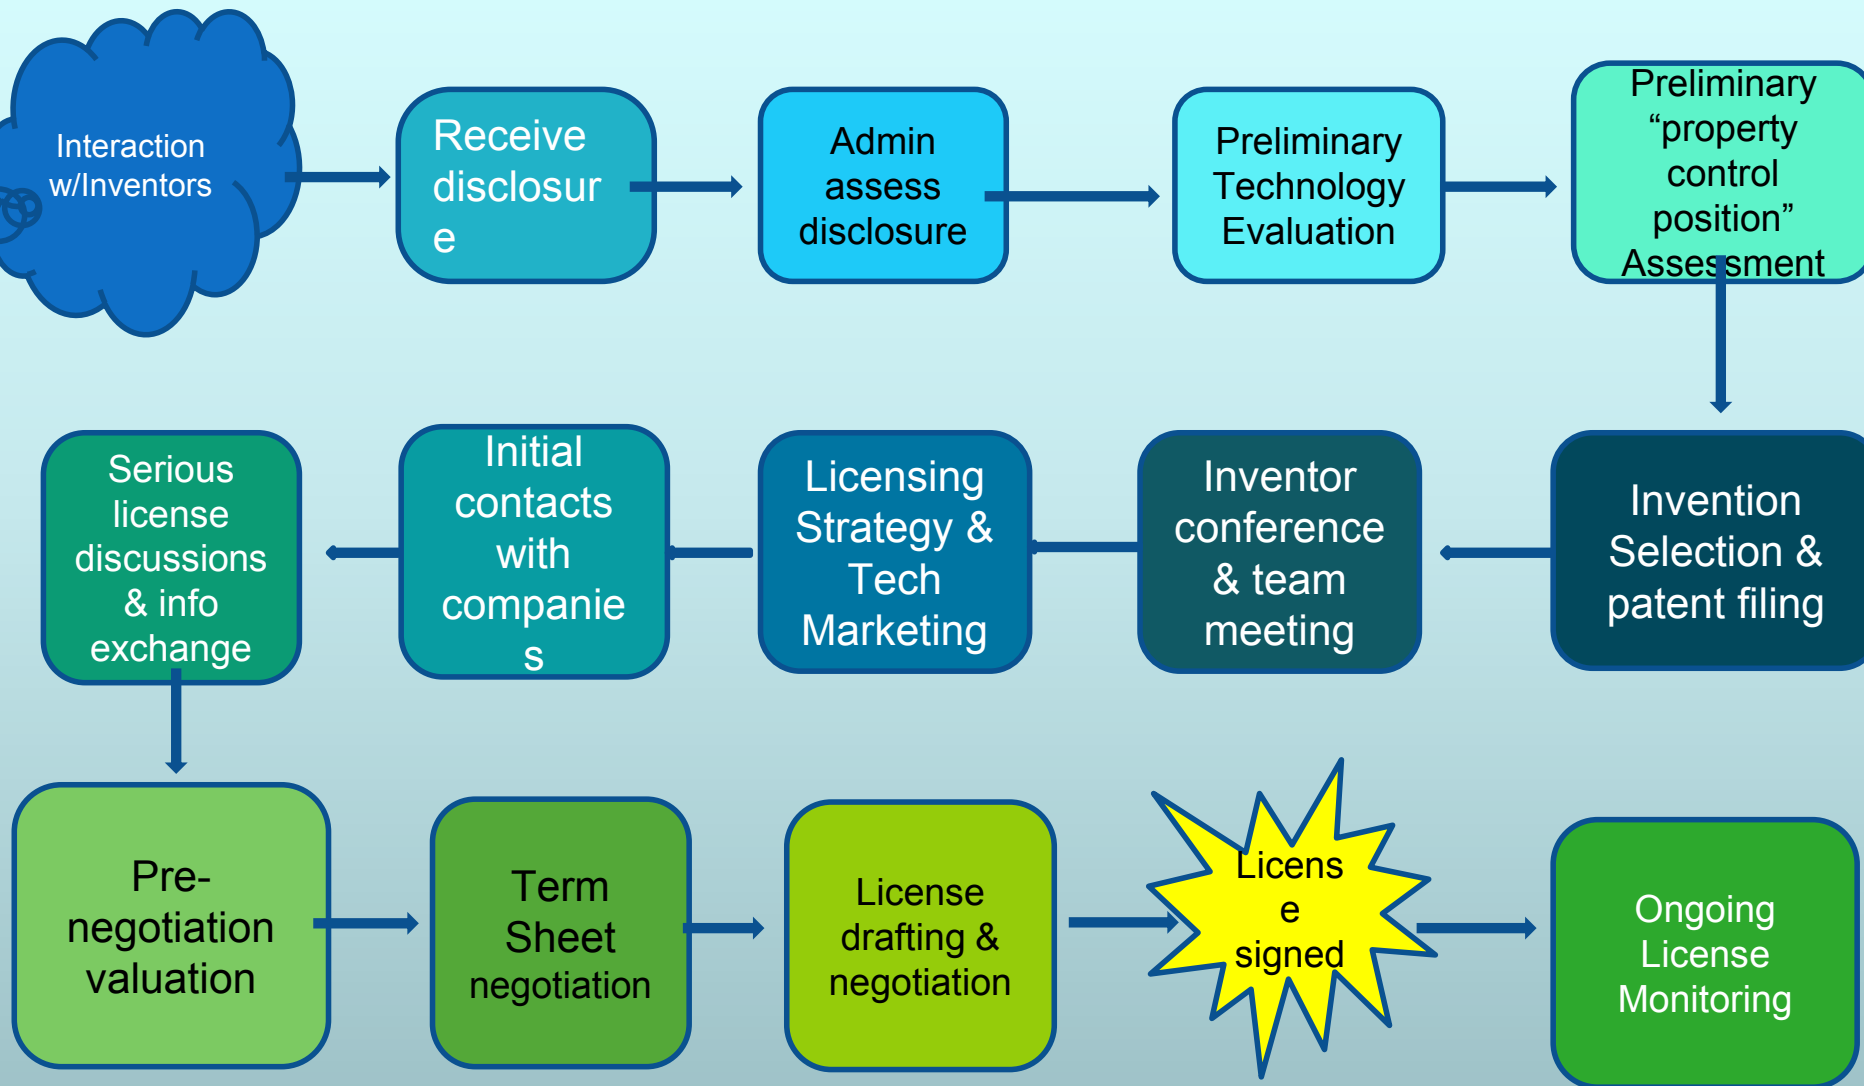 Interaction
w/Inventors
Receive
disclosur
e
Admin
assess
disclosure
Preliminary
Technology
Evaluation
Preliminary
“property
control
position”
Assessment
Serious
license
discussions
& info
exchange
Initial
contacts
with
companie
s
Licensing
Strategy &
Tech
Marketing
Inventor
conference
& team
meeting
Invention
Selection &
patent filing
Pre-
negotiation
valuation
Term
Sheet
negotiation
License
drafting &
negotiation
Licens
e
signed
Ongoing
License
Monitoring